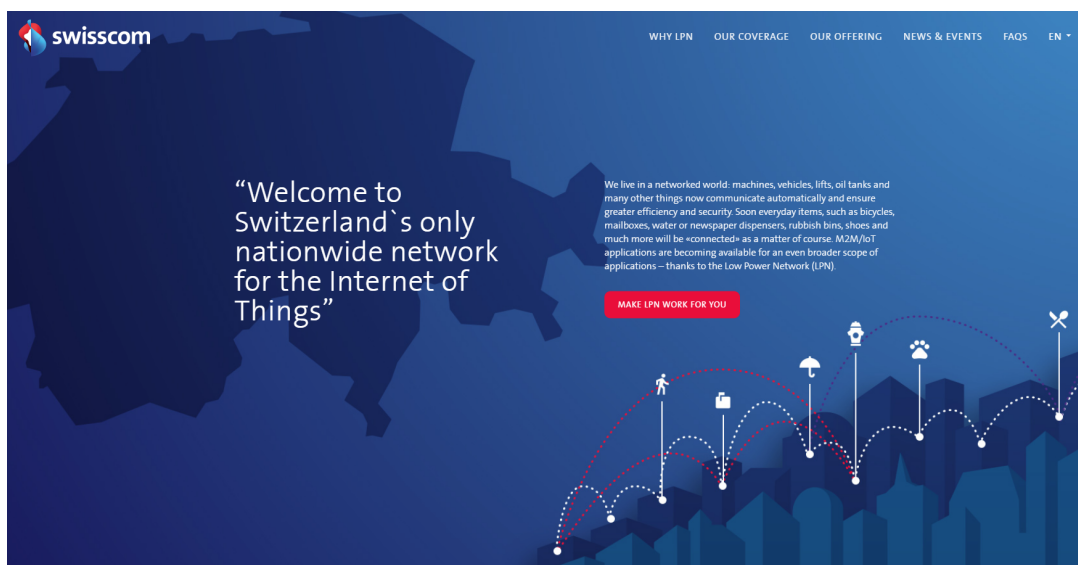 swisscom
WHY LPN
OUR COVERAGE
OUR OFFERING
NEWS & EVENTS
FAQS
EN
“Welcome to
Switzerland`s only
nationwide network
for the Internet of
Things”
We live in a networked world: machines, vehicles, lifts, oil tanks and
many other things now communicate automatically and ensure
greater efficiency and security. Soon everyday items, such as bicycles,
mailboxes, water or newspaper dispensers, rubbish bins, shoes and
much more will be «connected» as a matter of course. M2M/IoT
applications are becoming available for an even broader scope of
applications – thanks to the Low Power Network (LPN).
MAKE LPN WORK FOR YOU